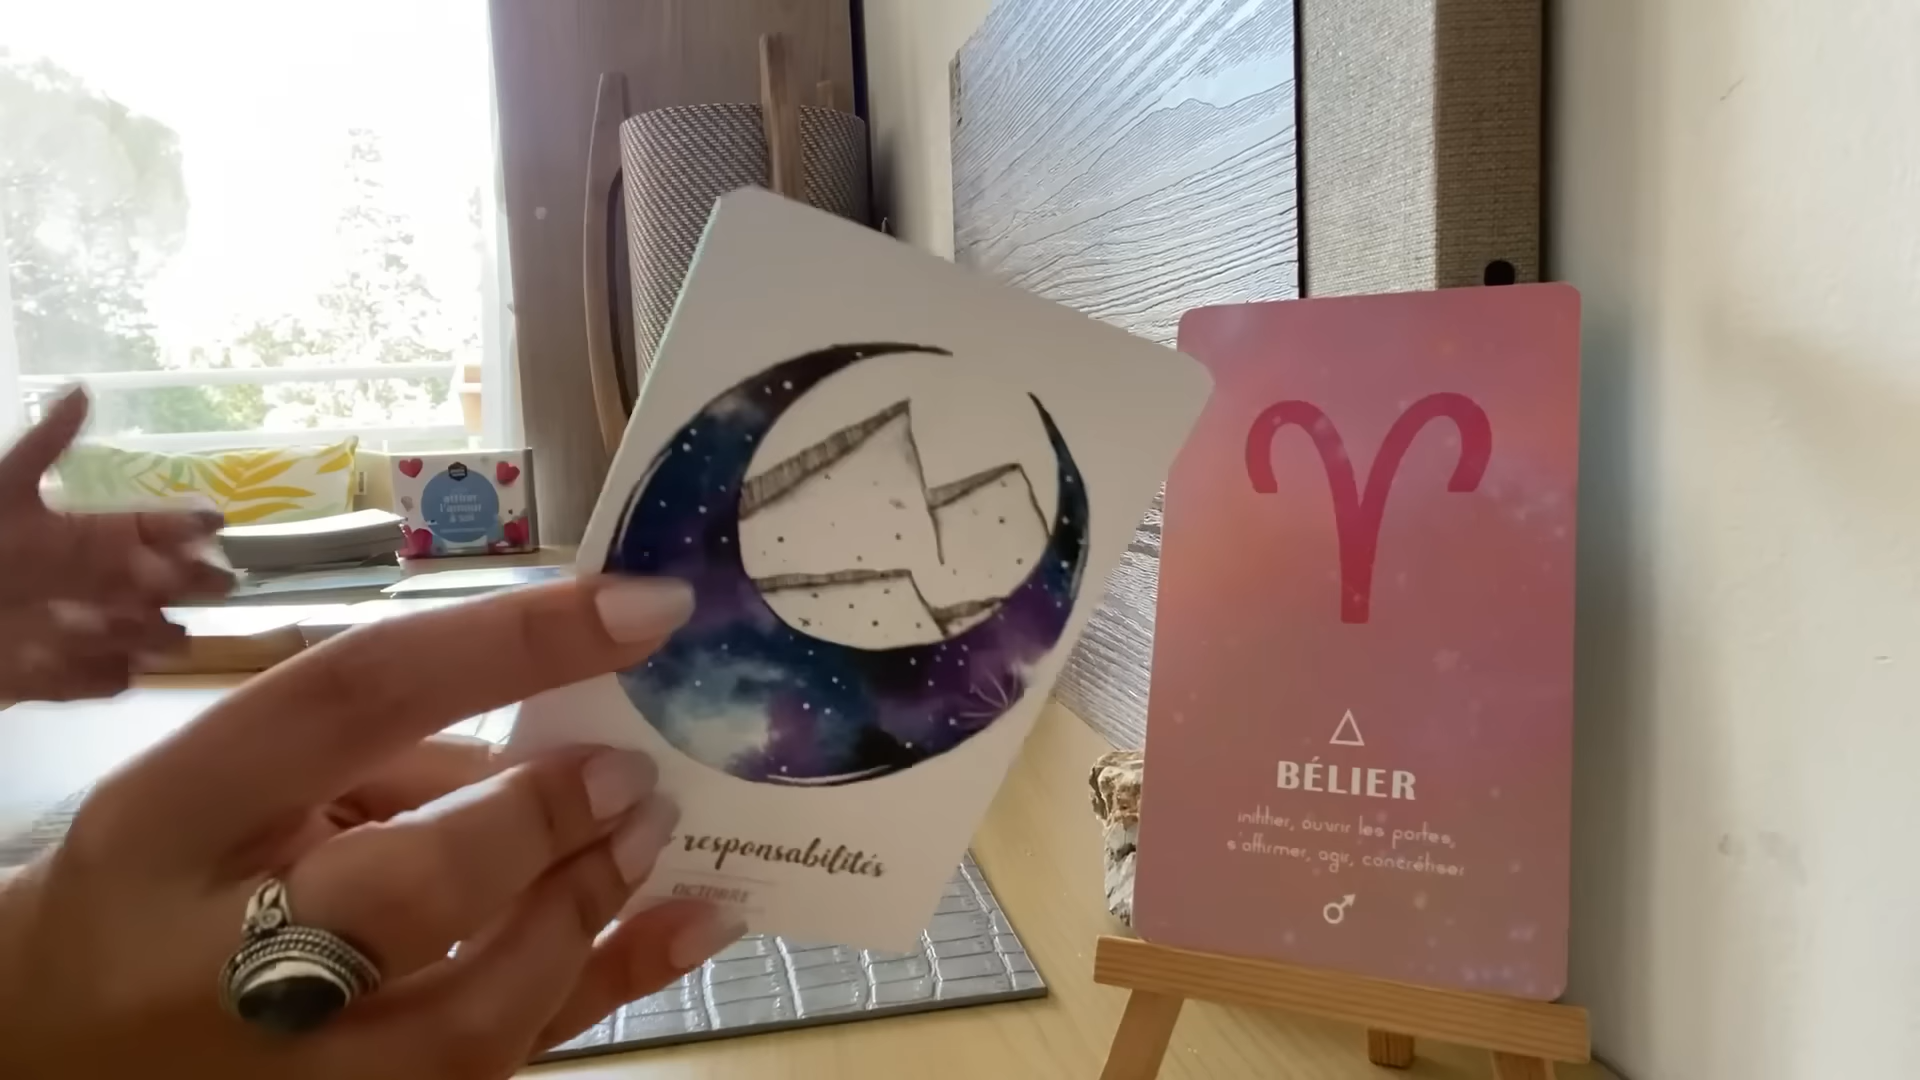 attirer
l'amour
à soi
responsabilités
OCTOBRE
BÉLIER
initier, ouvrir les portes,
s'affirmer, agir, concrétiser